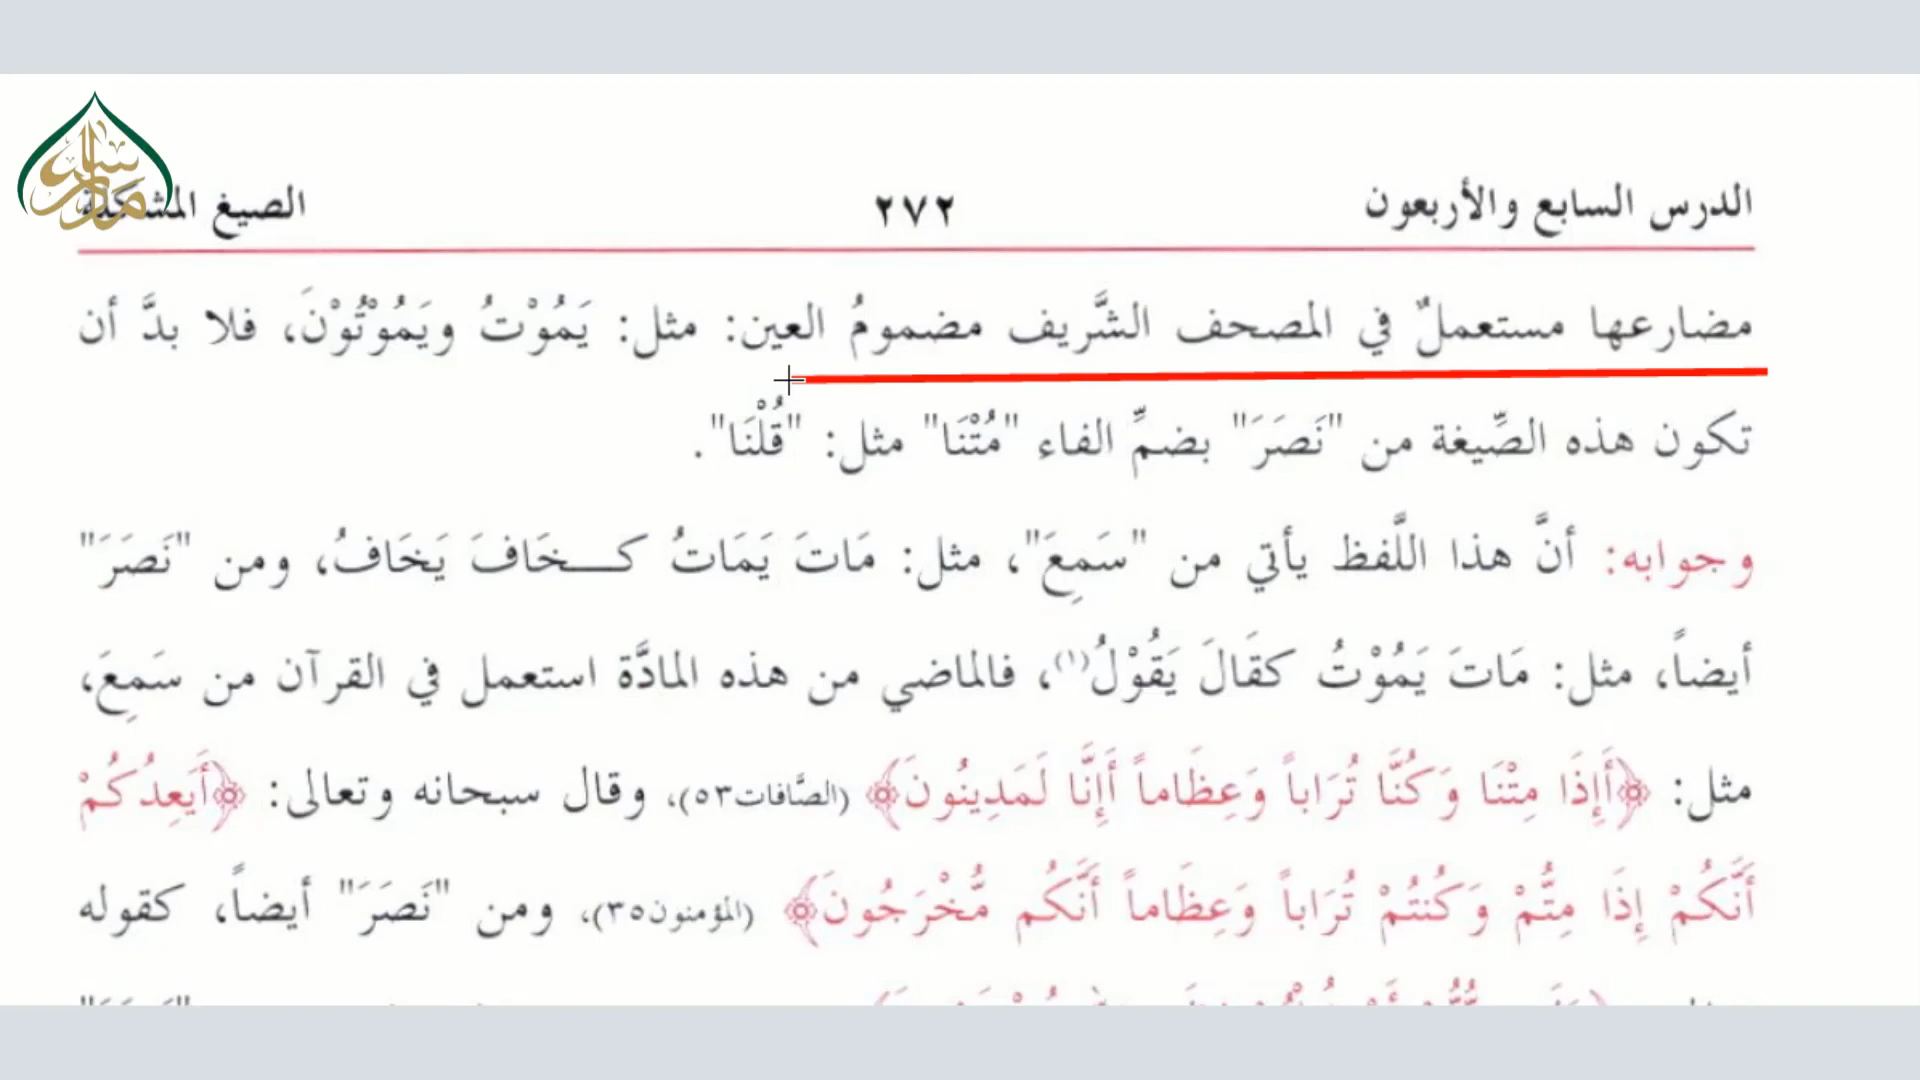 الدرس السابع والأربعون ٢٧٢ الصيغ المشكلة
مضارعها مستعملٌ في المصحف الشَّريف مضمومُ العين: مثل: يَمُوْتُ ويَمُوْتُوْنَ، فلا بدَّ أن
تكون هذه الصِّيغة من "نَصَرَ" بضمِّ الفاء "مُتْنَا" مثل: "قُلْنَا".
وجوابه: أنَّ هذا اللَّفظ يأتي من "سَمِعَ"، مثل: مَاتَ يَمَاتُ كـخَافَ يَخَافُ، ومن "نَصَرَ"
أيضاً، مثل: مَاتَ يَمُوْتُ كقَالَ يَقُوْلُ(١)، فالماضي من هذه المادَّة استعمل في القرآن من سَمِعَ،
مثل: ﴿أَإِذَا مِتْنَا وَكُنَّا تُرَاباً وَعِظَاماً أَإِنَّا لَمَدِينُونَ﴾ (الصَّافات٥٣)، وقال سبحانه وتعالى: ﴿أَيَعِدُكُمْ
أَنَّكُمْ إِذَا مِتُّمْ وَكُنتُمْ تُرَاباً وَعِظَاماً أَنَّكُم مُّخْرَجُونَ﴾ (المؤمنون٣٥)، ومن "نَصَرَ" أيضاً، كقوله